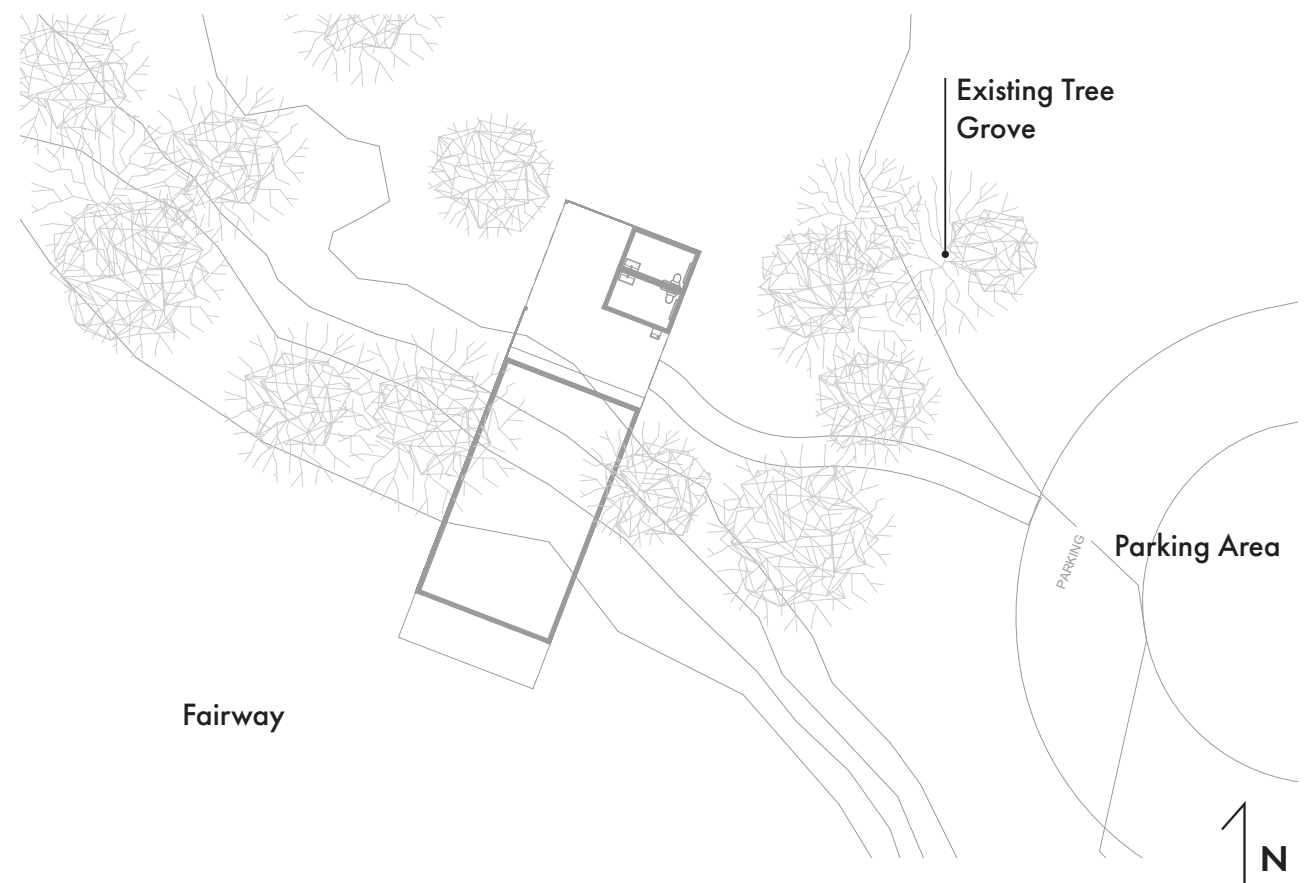 Existing Tree
Grove
PARKING
Parking Area
Fairway
N